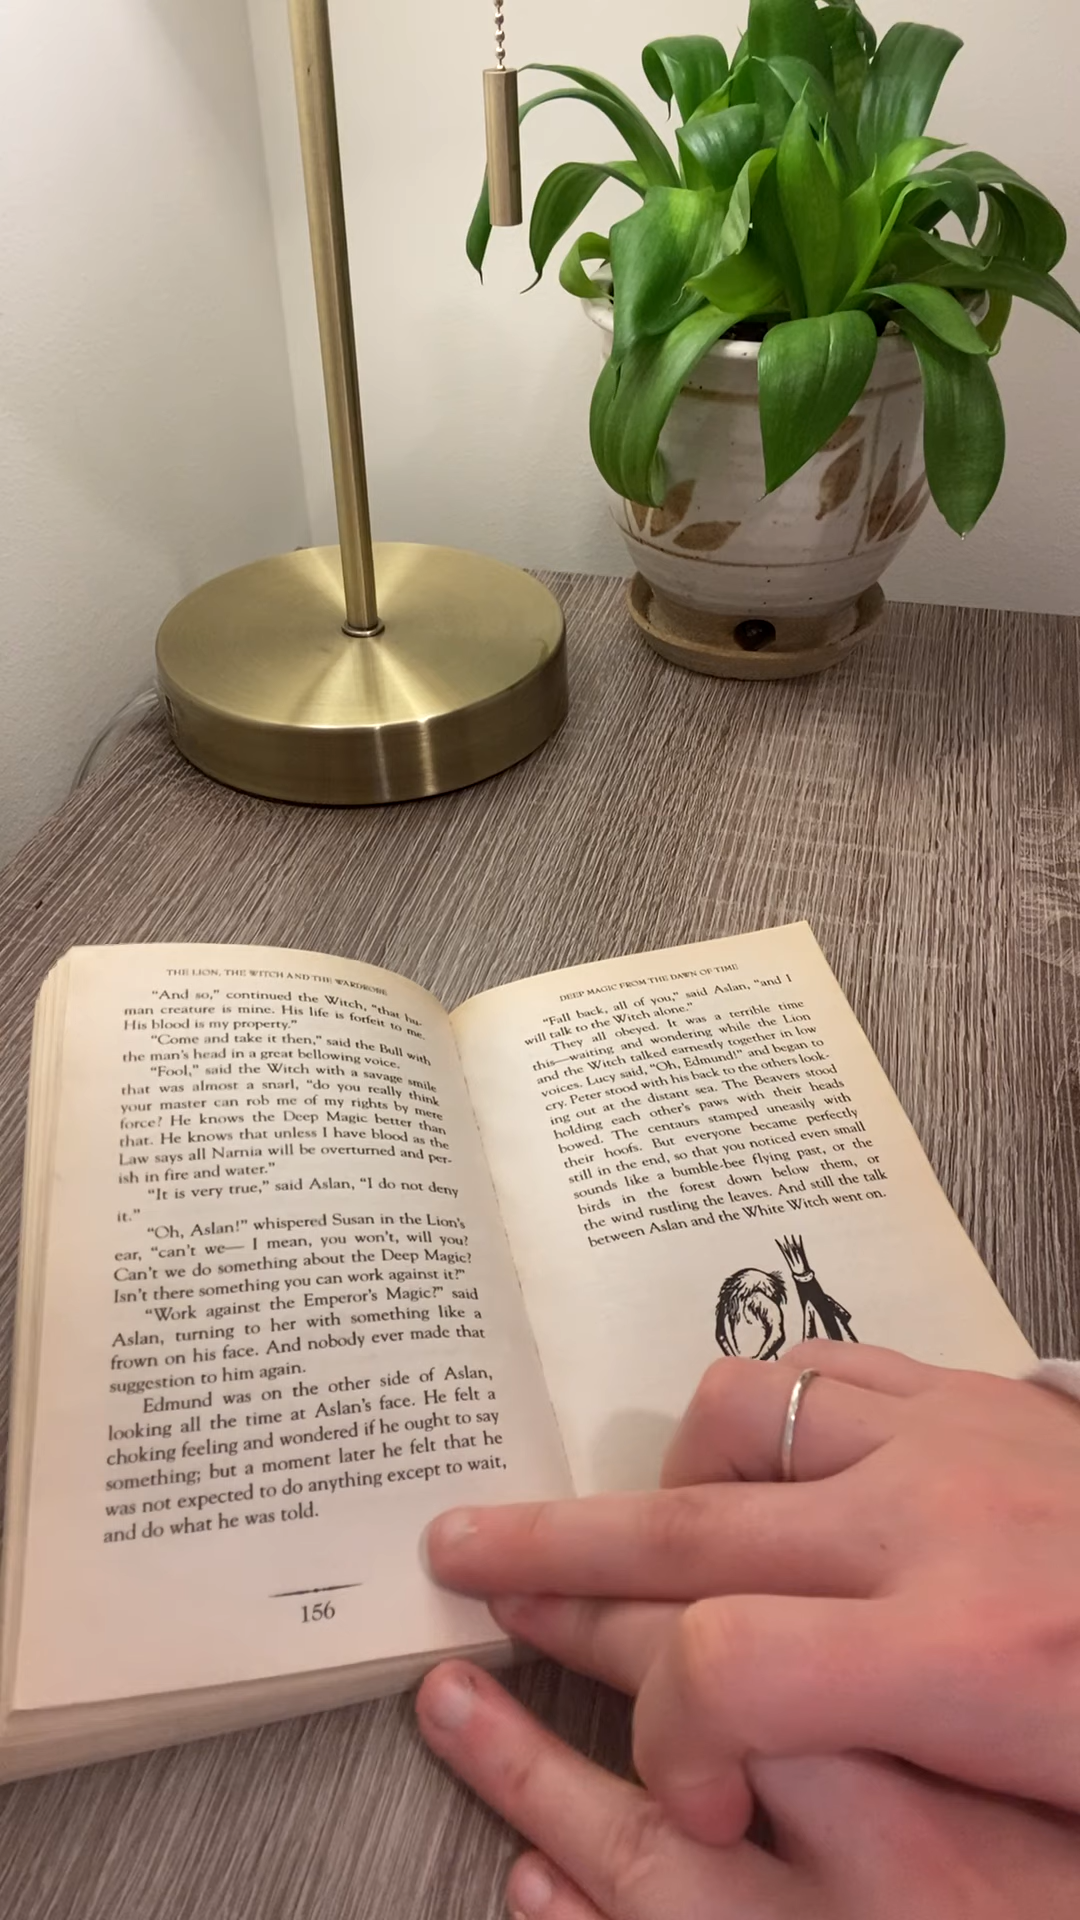 THE LION, THE WITCH AND THE WARDROBE
“And so,” continued the Witch, “that hu-
man creature is mine. His life is forfeit to me.
His blood is my property.”
“Come and take it then,” said the Bull with
the man’s head in a great bellowing voice.
“Fool,” said the Witch with a savage smile
that was almost a snarl, “do you really think
your master can rob me of my rights by mere
force? He knows the Deep Magic better than
that. He knows that unless I have blood as the
Law says all Narnia will be overturned and per-
ish in fire and water.”
“It is very true,” said Aslan, “I do not deny
it.”
“Oh, Aslan!” whispered Susan in the Lion’s
ear, “can’t we— I mean, you won’t, will you?
Can’t we do something about the Deep Magic?
Isn’t there something you can work against it?”
“Work against the Emperor’s Magic?” said
Aslan, turning to her with something like a
frown on his face. And nobody ever made that
suggestion to him again.
Edmund was on the other side of Aslan,
looking all the time at Aslan’s face. He felt a
choking feeling and wondered if he ought to say
something; but a moment later he felt that he
was not expected to do anything except to wait,
and do what he was told.
156
DEEP MAGIC FROM THE DAWN OF TIME
“Fall back, all of you,” said Aslan, “and I
will talk to the Witch alone.”
They all obeyed. It was a terrible time
this—waiting and wondering while the Lion
and the Witch talked earnestly together in low
voices. Lucy said, “Oh, Edmund!” and began to
cry. Peter stood with his back to the others look-
ing out at the distant sea. The Beavers stood
holding each other’s paws with their heads
bowed. The centaurs stamped uneasily with
their hoofs. But everyone became perfectly
still in the end, so that you noticed even small
sounds like a bumble-bee flying past, or the
birds in the forest down below them, or
the wind rustling the leaves. And still the talk
between Aslan and the White Witch went on.